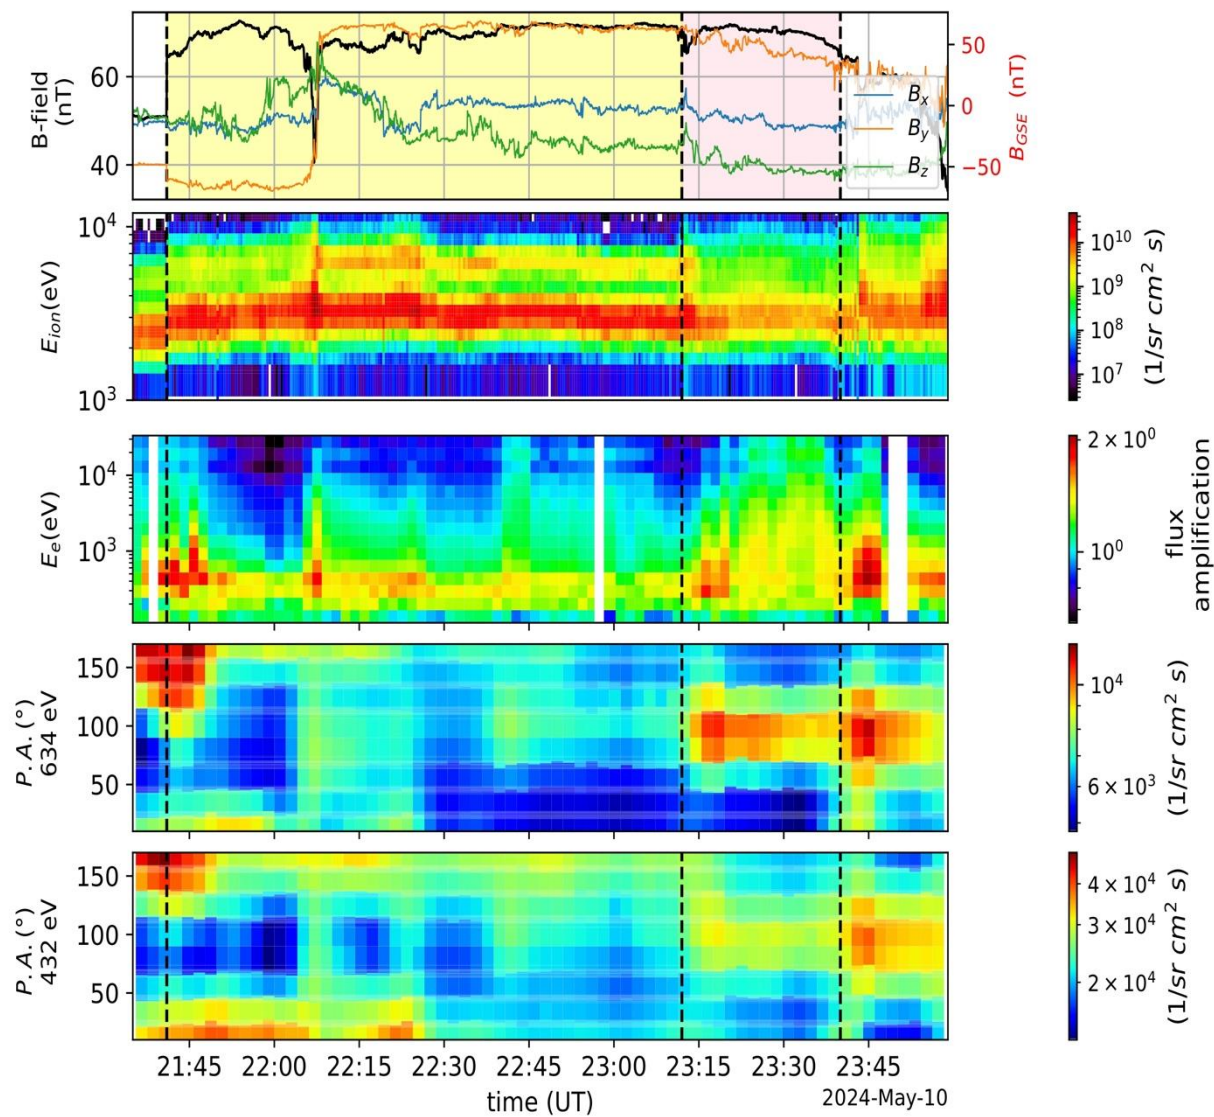 B-field
(nT)
60
40
50
0
−50
B_GSE (nT)
B_x
B_y
B_z
E_ion(eV)
10^4
10^3
10^10
10^9
10^8
10^7
(1/sr cm^2 s)
E_e(eV)
10^4
10^3
2 × 10^0
10^0
flux
amplification
P.A.(°)
634 eV
150
100
50
10^4
6 × 10^3
(1/sr cm^2 s)
P.A.(°)
432 eV
150
100
50
4 × 10^4
3 × 10^4
2 × 10^4
(1/sr cm^2 s)
21:45 22:00 22:15 22:30 22:45 23:00 23:15 23:30 23:45
time (UT)
2024-May-10